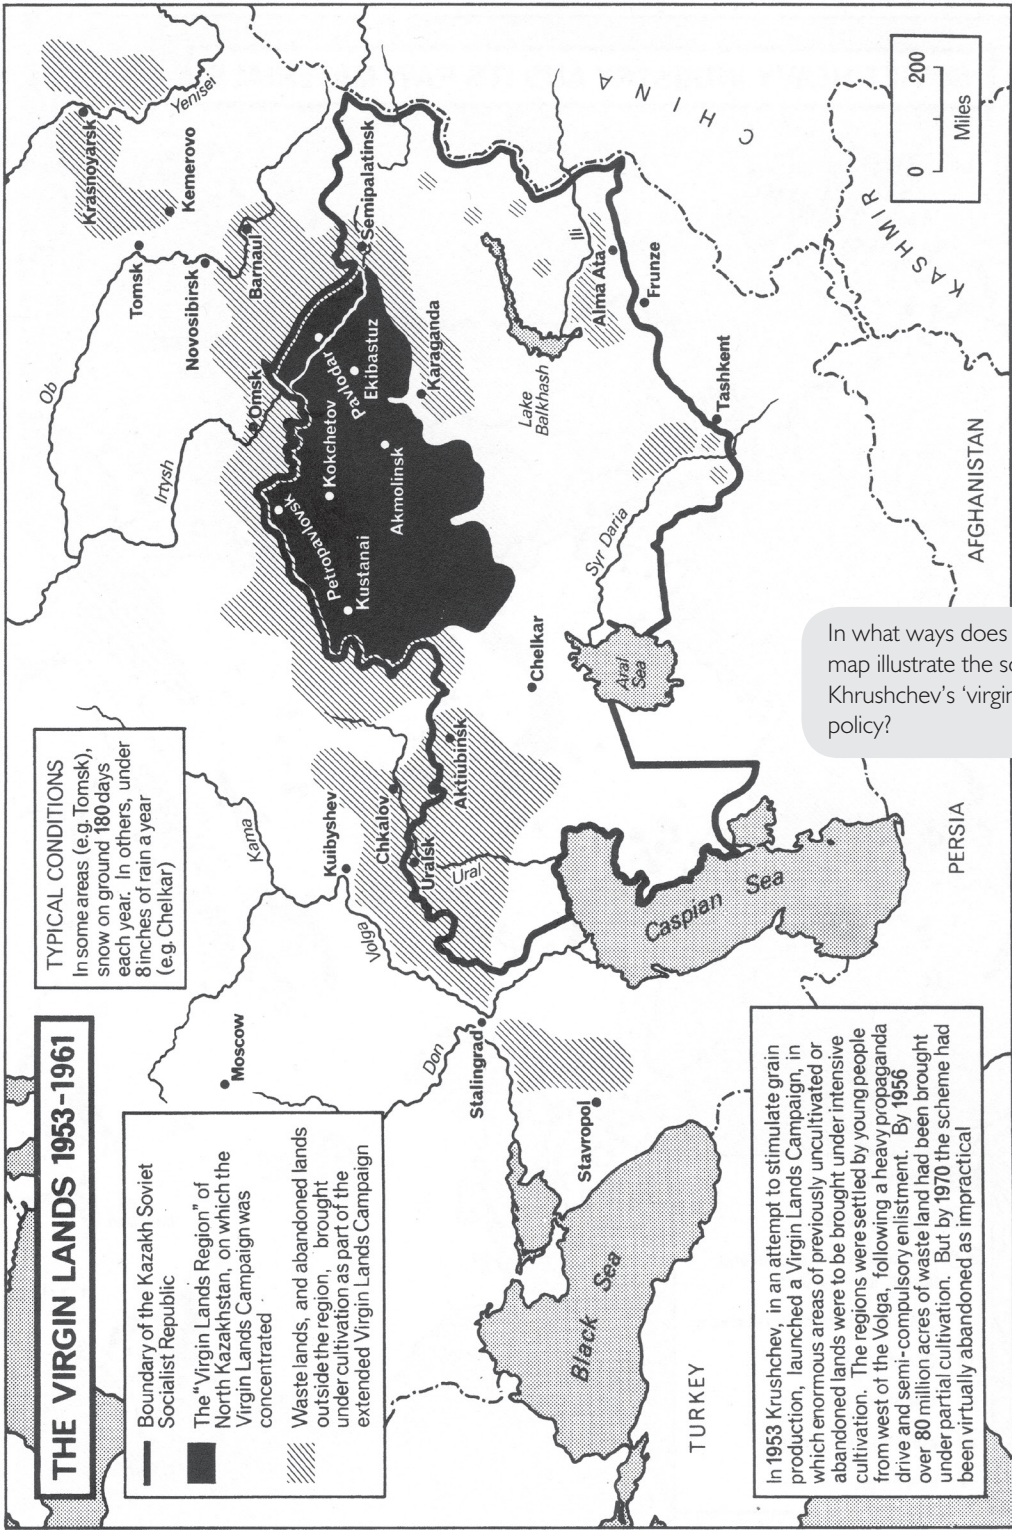 THE VIRGIN LANDS 1953-1961
Boundary of the Kazakh Soviet
Socialist Republic
The "Virgin Lands Region" of
North Kazakhstan, on which the
Virgin Lands Campaign was
concentrated
Waste lands, and abandoned lands
outside the region, brought
under cultivation as part of the
extended Virgin Lands Campaign
TYPICAL CONDITIONS
In some areas (e.g. Tomsk),
snow on ground 180 days
each year. In others, under
8 inches of rain a year
(e.g. Chelkar)
Ob
Yenisei
Krasnoyarsk
Tomsk
Kemerovo
Irtysh
Novosibirsk
Barnaul
Omsk
Semipalatinsk
Petropavlovsk
Kokchetov
Pavlodar
Kustanai
Akmolinsk
Ekibastuz
Karaganda
Moscow
Kama
Kuibyshev
Volga
Chkalov
Uralsk
Ural
Aktiubinsk
Don
Stalingrad
Stavropol
Chelkar
Aral
Sea
Syr Daria
Lake
Balkhash
Ili
Alma Ata
Frunze
Tashkent
CHINA
KASHMIR
AFGHANISTAN
PERSIA
Caspian Sea
Black Sea
TURKEY
0 200
Miles
In 1953 Krushchev, in an attempt to stimulate grain
production, launched a Virgin Lands Campaign, in
which enormous areas of previously uncultivated or
abandoned lands were to be brought under intensive
cultivation. The regions were settled by young people
from west of the Volga, following a heavy propaganda
drive and semi-compulsory enlistment. By 1956
over 80 million acres of waste land had been brought
under partial cultivation. But by 1970 the scheme had
been virtually abandoned as impractical
In what ways does
map illustrate the
Khrushchev's
policy?